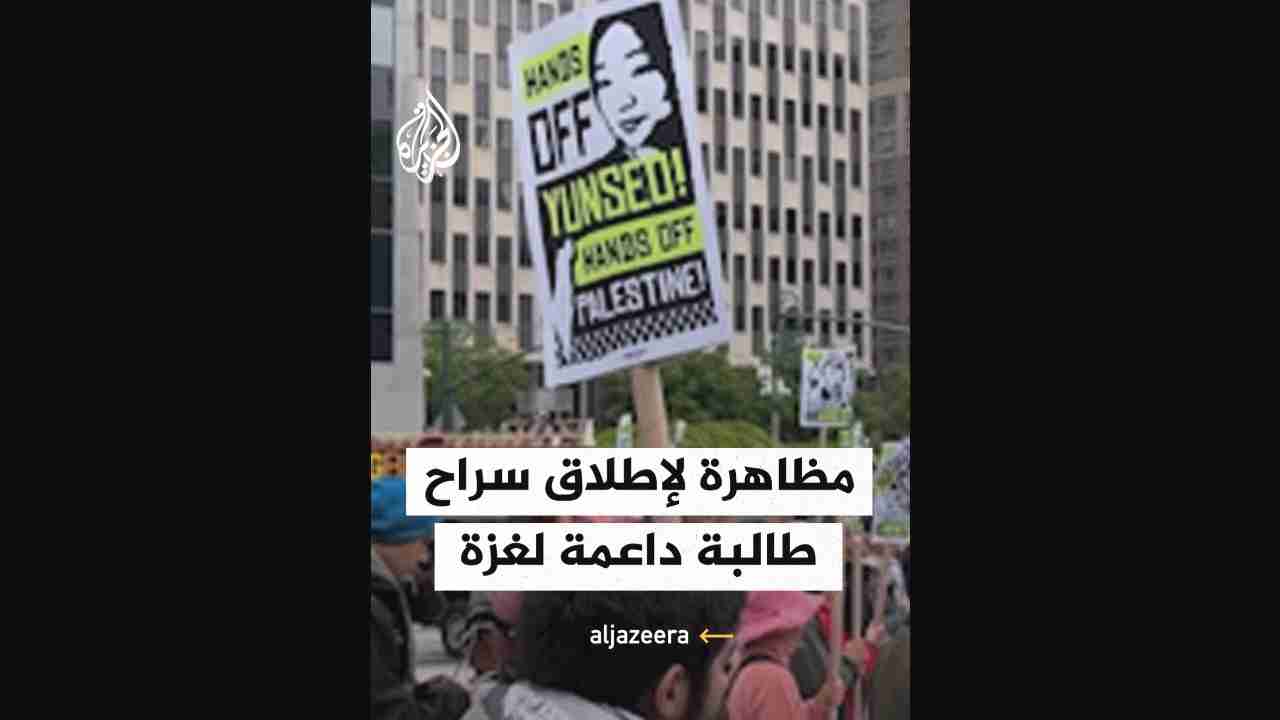 HANDS
OFF
YUNSEO!
HANDS OFF
PALESTINE!
مظاهرة لإطلاق سراح
طالبة داعمة لغزة
aljazeera